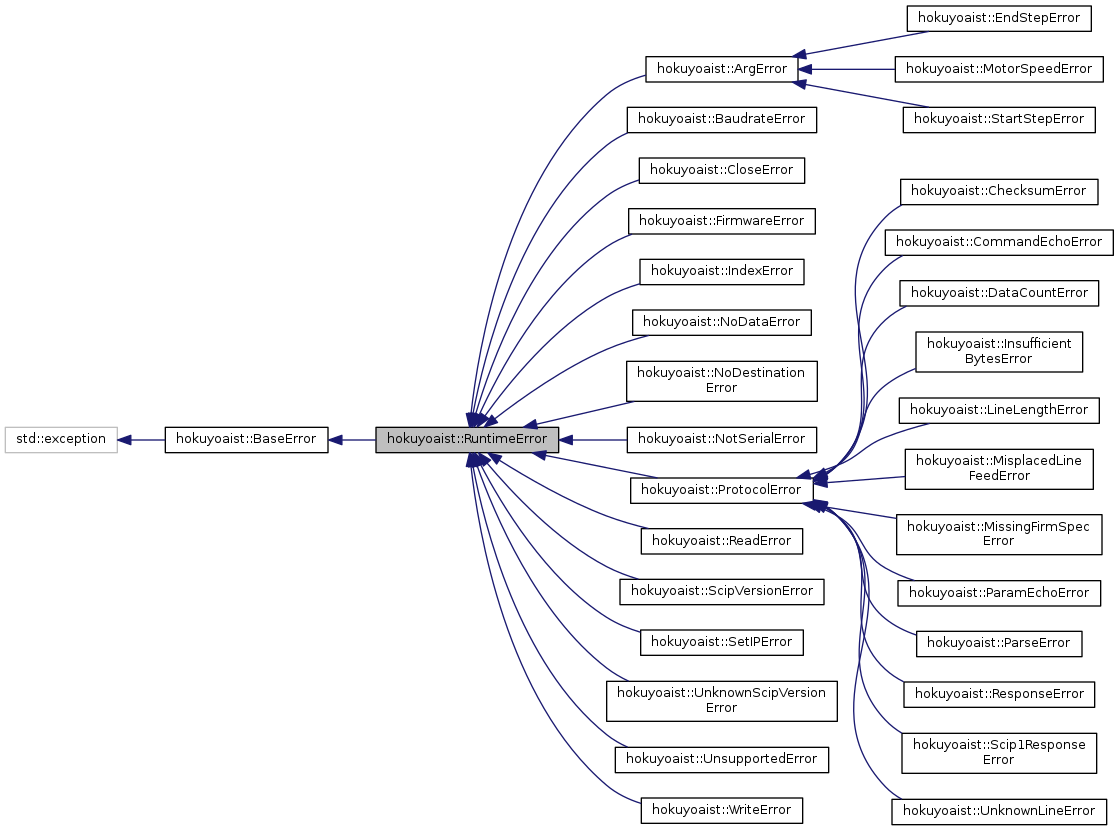 std::exception
hokuyoaist::BaseError
hokuyoaist::RuntimeError
hokuyoaist::ArgError
hokuyoaist::BaudrateError
hokuyoaist::CloseError
hokuyoaist::FirmwareError
hokuyoaist::IndexError
hokuyoaist::NoDataError
hokuyoaist::NoDestination
Error
hokuyoaist::NotSerialError
hokuyoaist::ProtocolError
hokuyoaist::ReadError
hokuyoaist::ScipVersionError
hokuyoaist::SetIPError
hokuyoaist::UnknownScipVersion
Error
hokuyoaist::UnsupportedError
hokuyoaist::WriteError
hokuyoaist::EndStepError
hokuyoaist::MotorSpeedError
hokuyoaist::StartStepError
hokuyoaist::ChecksumError
hokuyoaist::CommandEchoError
hokuyoaist::DataCountError
hokuyoaist::Insufficient
BytesError
hokuyoaist::LineLengthError
hokuyoaist::MisplacedLine
FeedError
hokuyoaist::MissingFirmSpec
Error
hokuyoaist::ParamEchoError
hokuyoaist::ParseError
hokuyoaist::ResponseError
hokuyoaist::Scip1Response
Error
hokuyoaist::UnknownLineError